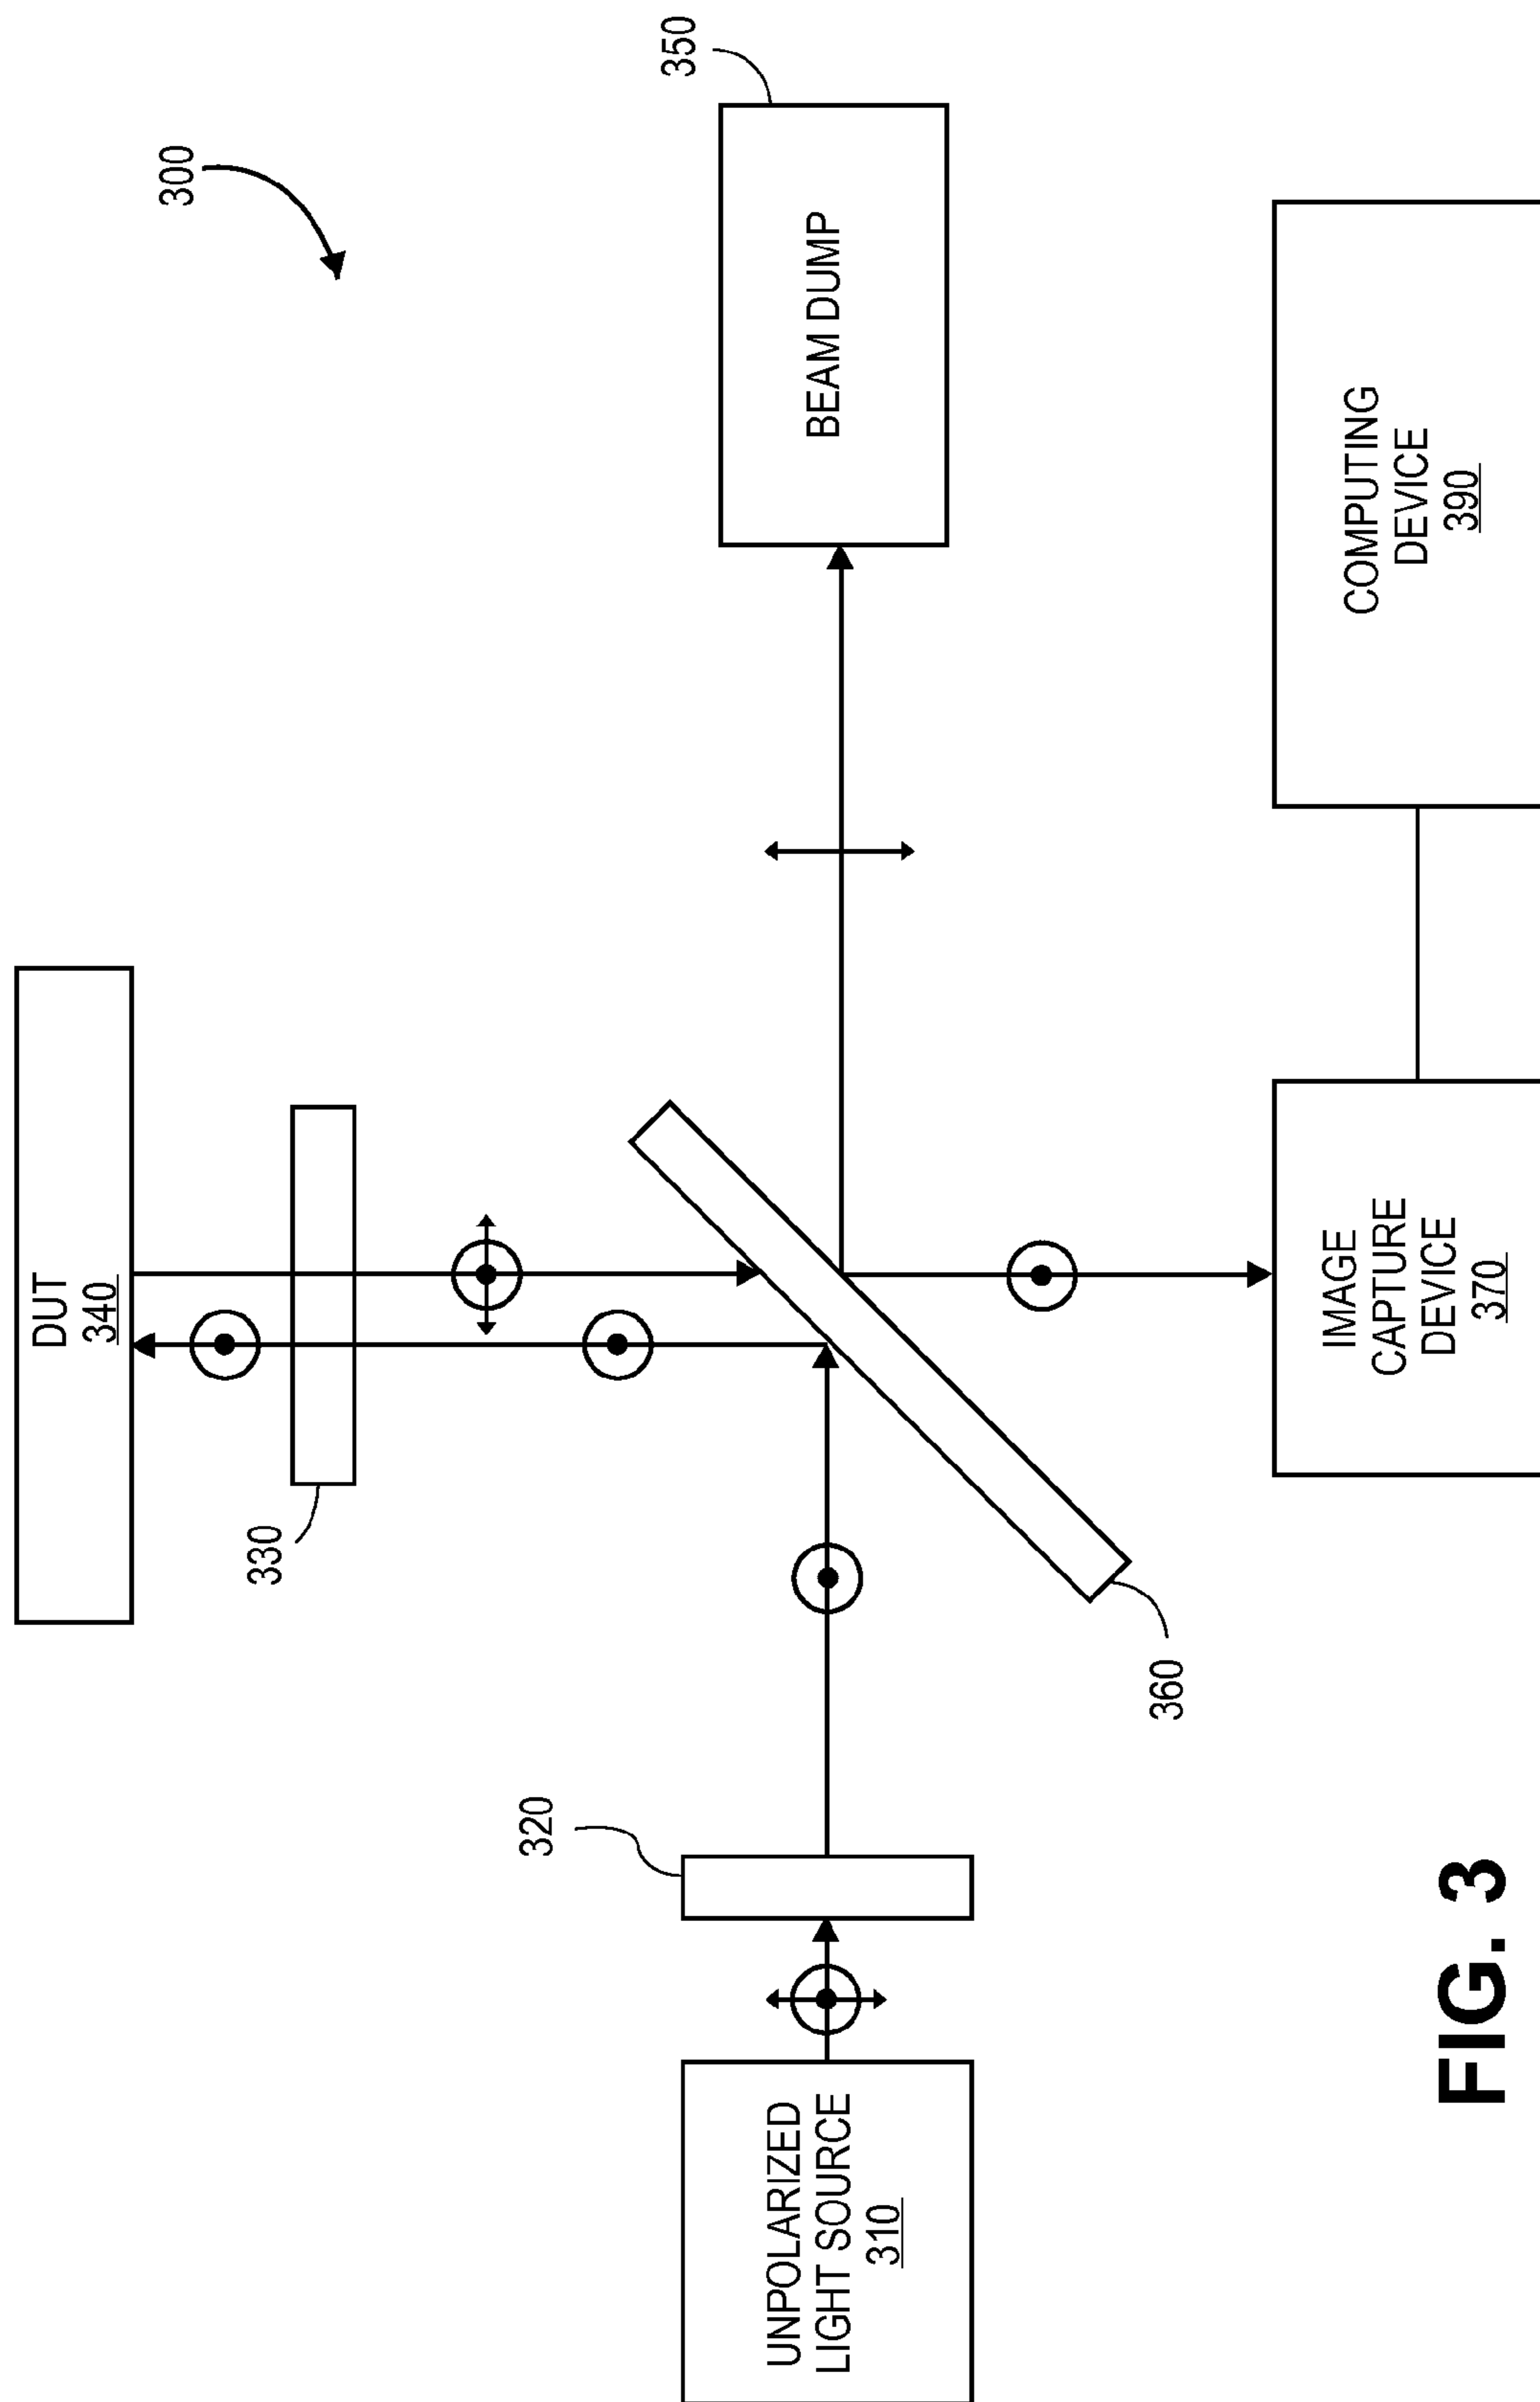 300
DUT
340
330
350
BEAM DUMP
320
UNPOLARIZED
LIGHT SOURCE
310
360
IMAGE
CAPTURE
DEVICE
370
COMPUTING
DEVICE
390
FIG. 3